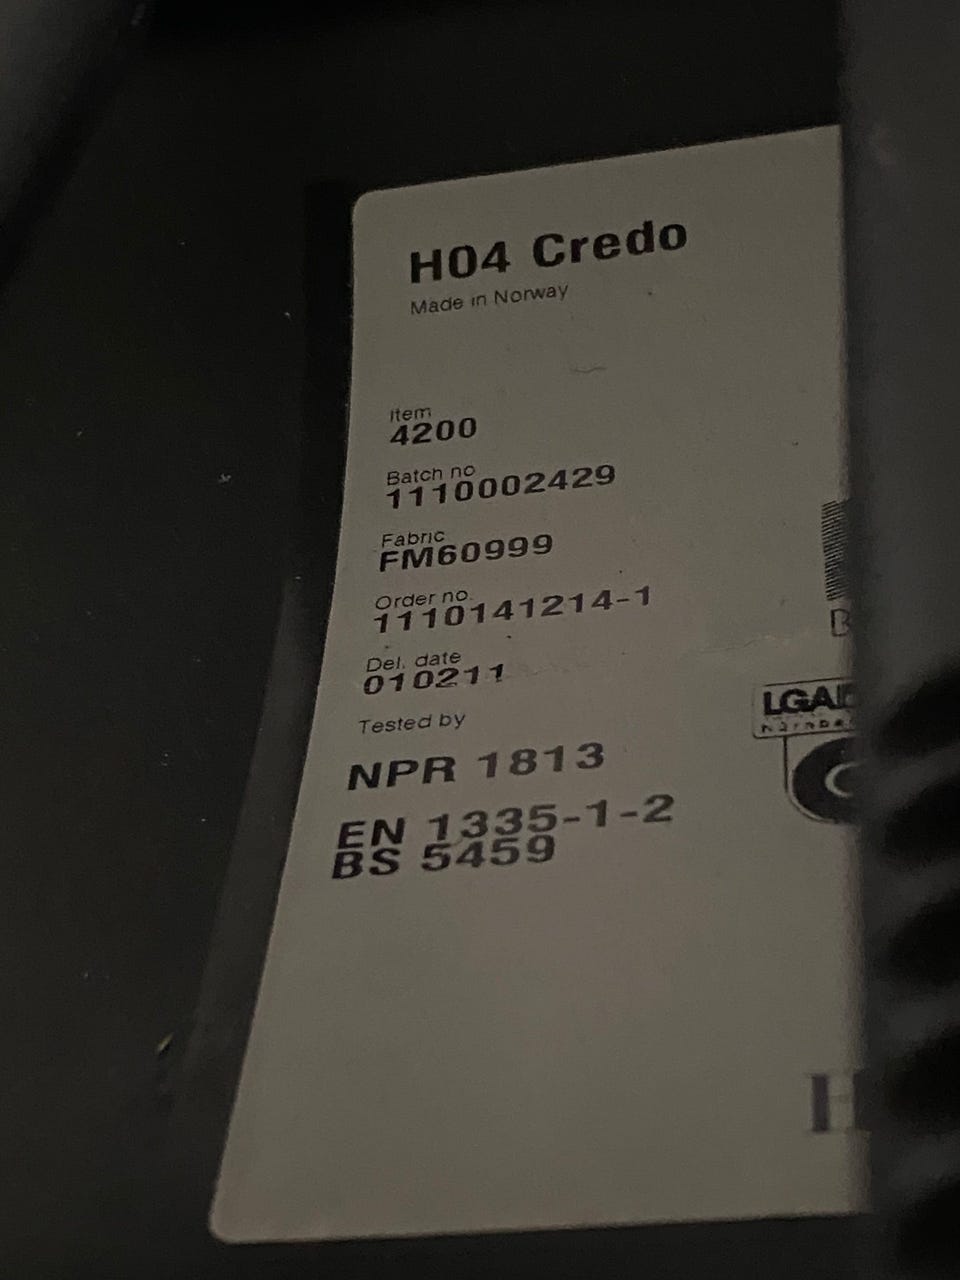 H04 Credo
Made in Norway
Item
4200
Batch no
1110002429
Fabric
FM60999
Order no.
1110141214-1
Del. date
010211
Tested by
NPR 1813
EN 1335-1-2
BS 5459
LGA
H